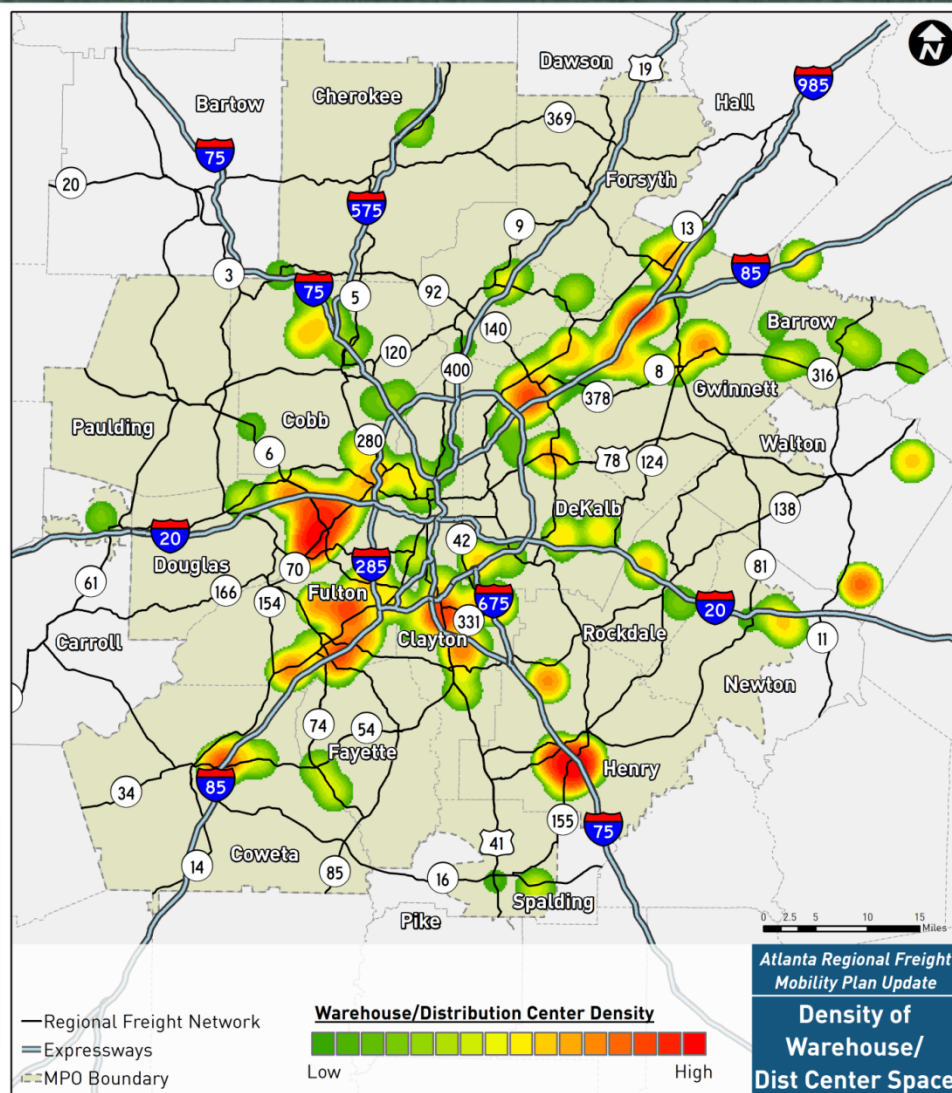 19
Dawson
Hall
985
Bartow
Cherokee
369
75
20
575
Forsyth
9
13
3
75
5
92
85
140
Barrow
120
400
8
316
378
Gwinnett
Paulding
Cobb
280
6
78
124
Walton
DeKalb
138
20
42
Douglas
70
285
81
61
166
154
Fulton
675
20
331
Rockdale
11
Carroll
Clayton
Newton
74
54
Fayette
Henry
34
85
155
75
41
14
Coweta
85
16
Spalding
Pike
0 2.5 5 10 15
Miles
Regional Freight Network
Expressways
MPO Boundary
Warehouse/Distribution Center Density
Low High
Atlanta Regional Freight
Mobility Plan Update
Density of
Warehouse/
Dist Center Space
N